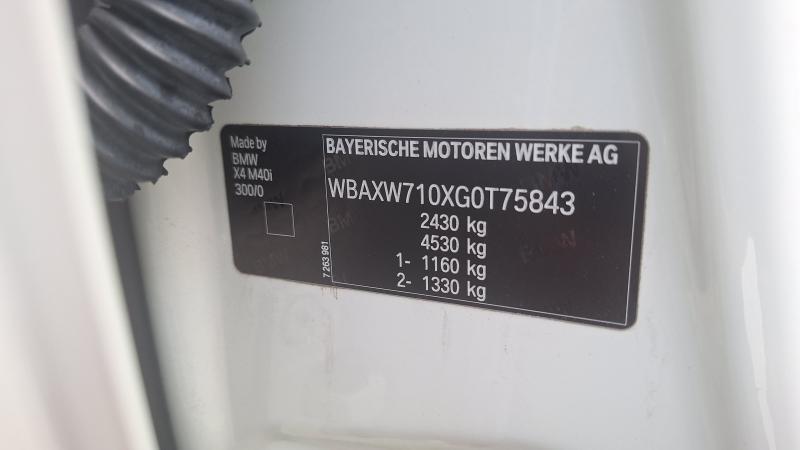 Made by
BMW
X4 M40i
300/0
7 263 981
BAYERISCHE MOTOREN WERKE AG
WBAXW710XG0T75843
2430 kg
4530 kg
1- 1160 kg
2- 1330 kg